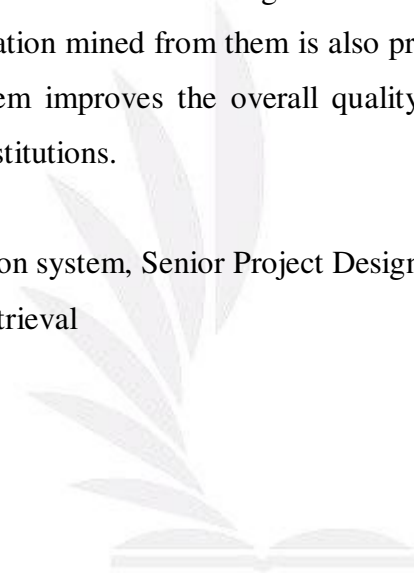 ation mined from them is also pr
em improves the overall quality
stitutions.
on system, Senior Project Design
trieval